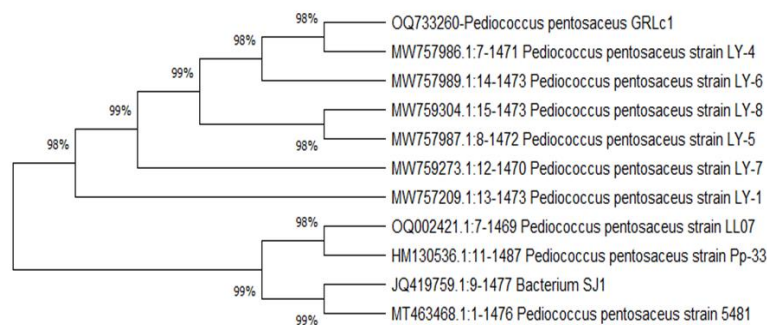 98%
OQ733260-Pediococcus pentosaceus GRLc1
98%
MW757986.1:7-1471 Pediococcus pentosaceus strain LY-4
99%
MW757989.1:14-1473 Pediococcus pentosaceus strain LY-6
99%
MW759304.1:15-1473 Pediococcus pentosaceus strain LY-8
98%
98%
MW757987.1:8-1472 Pediococcus pentosaceus strain LY-5
MW759273.1:12-1470 Pediococcus pentosaceus strain LY-7
MW757209.1:13-1473 Pediococcus pentosaceus strain LY-1
98%
OQ002421.1:7-1469 Pediococcus pentosaceus strain LL07
HM130536.1:11-1487 Pediococcus pentosaceus strain Pp-33
99%
JQ419759.1:9-1477 Bacterium SJ1
99%
MT463468.1:1-1476 Pediococcus pentosaceus strain 5481